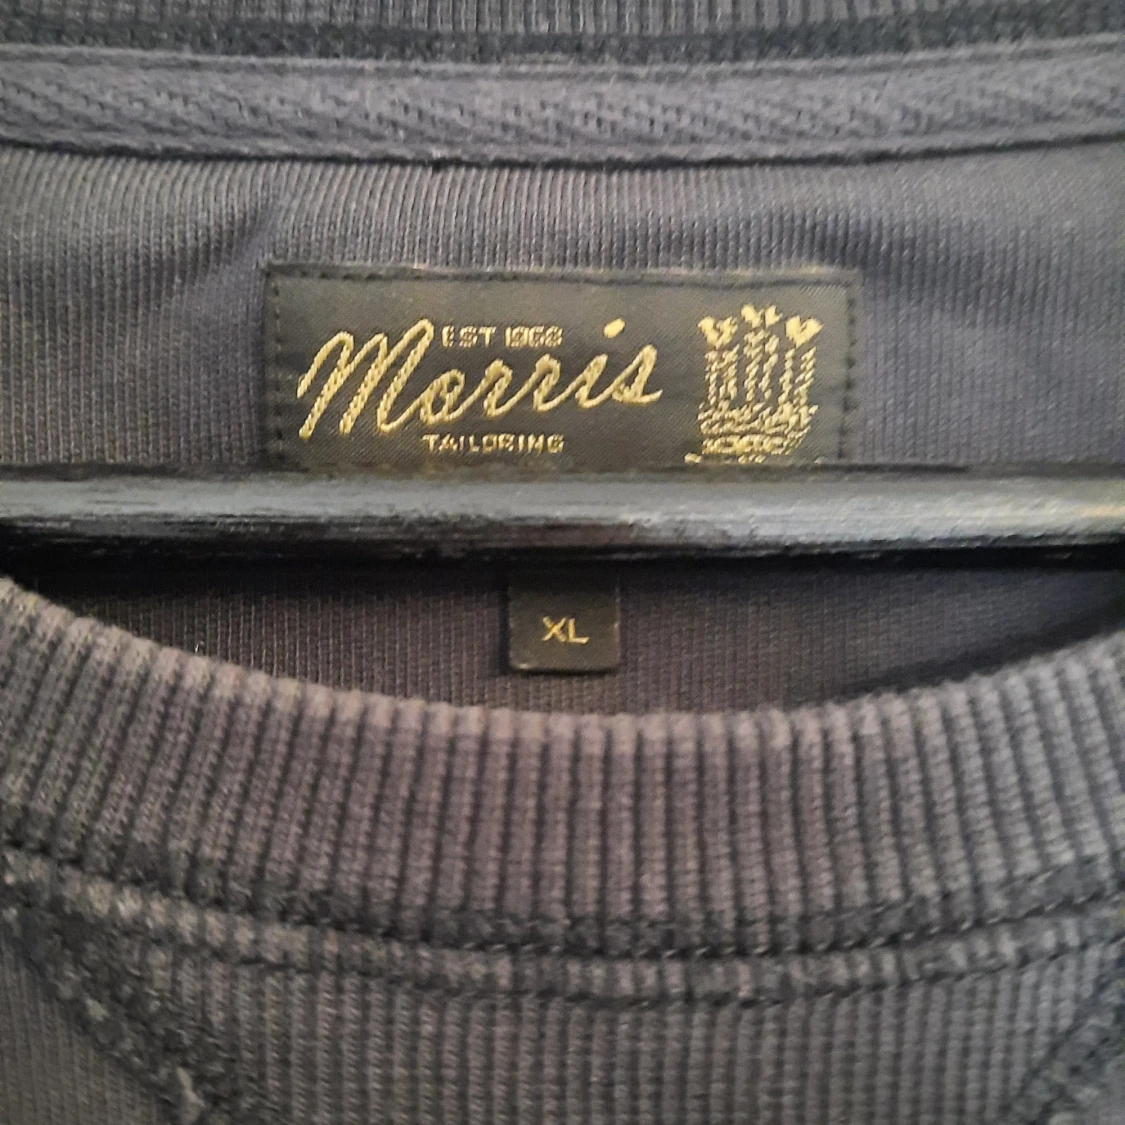 EST 1968
Morris
TAILORING
XL